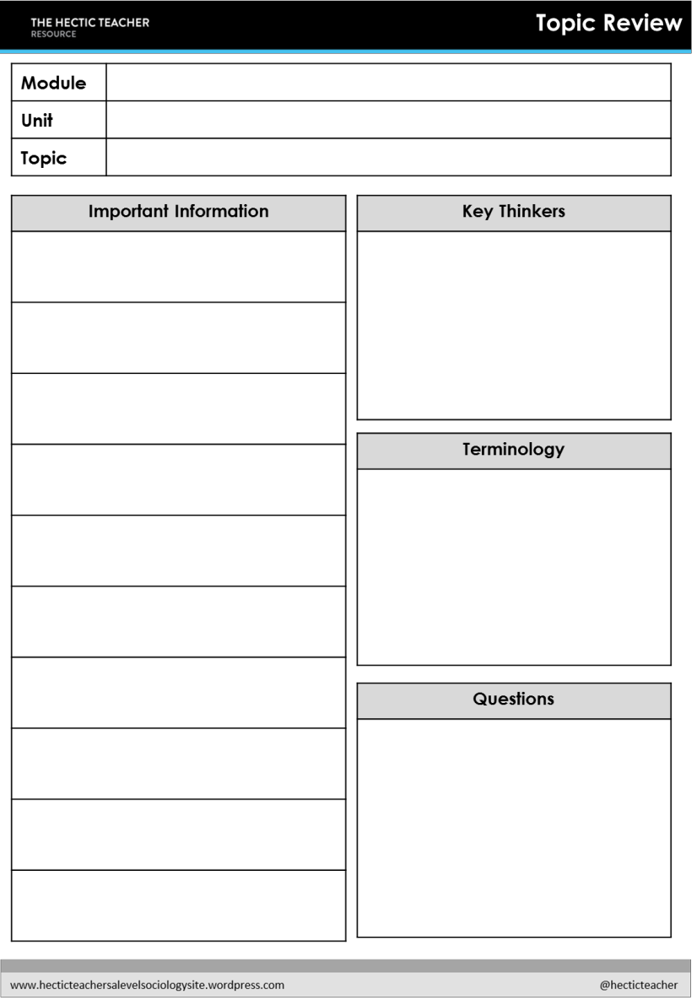 THE HECTIC TEACHER
RESOURCE
Topic Review
Module
Unit
Topic
Important Information
Key Thinkers
Terminology
Questions
www.hecticteachersalevelsociologysite.wordpress.com
@hecticteacher